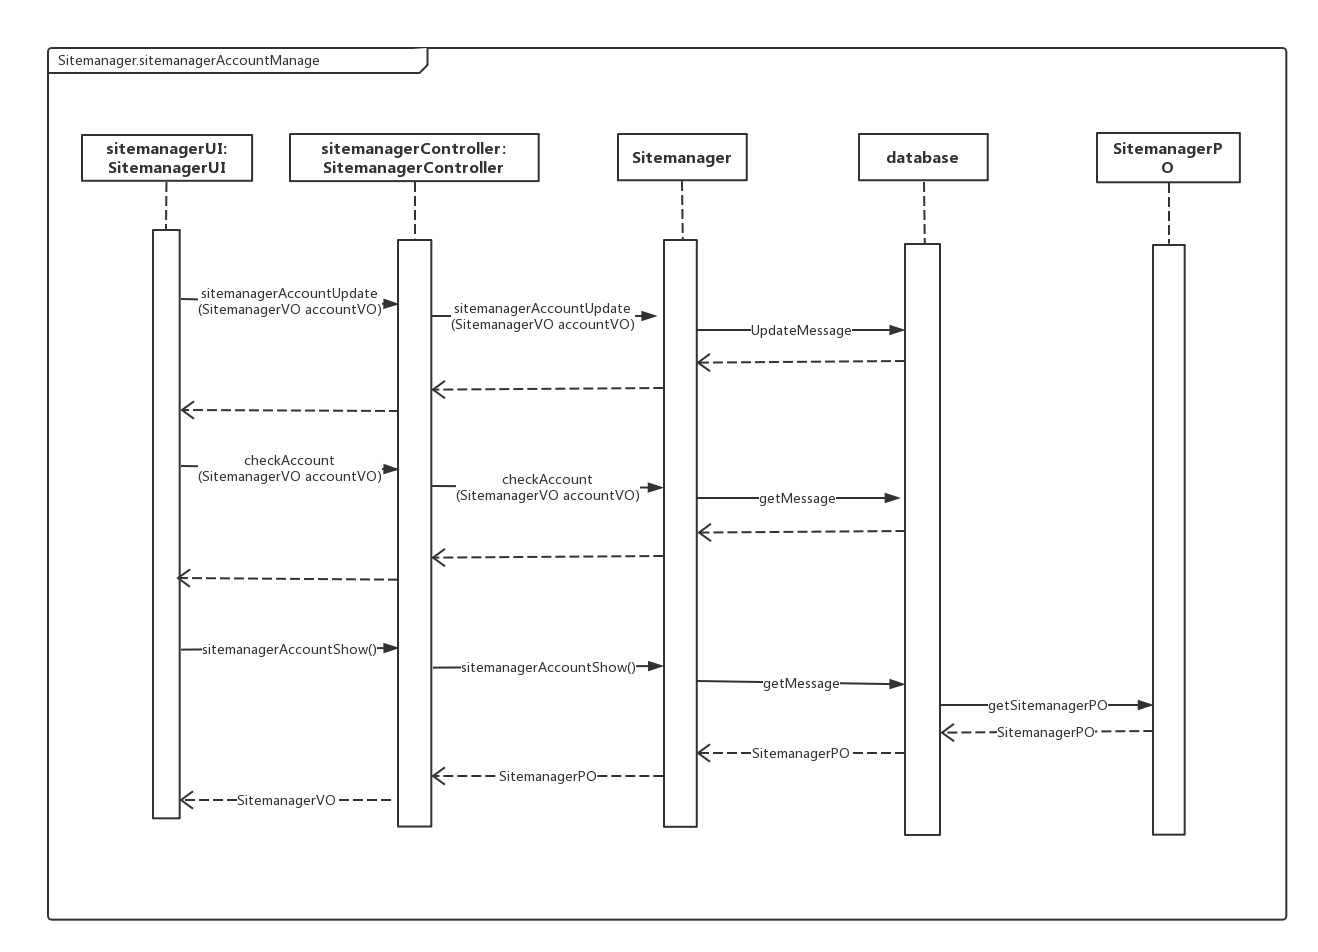 Sitemanager.sitemanagerAccountManage
sitemanagerUI:
SitemanagerUI
sitemanagerController:
SitemanagerController
Sitemanager
database
SitemanagerP
O
sitemanagerAccountUpdate
(SitemanagerVO accountVO)
sitemanagerAccountUpdate
(SitemanagerVO accountVO)
UpdateMessage
checkAccount
(SitemanagerVO accountVO)
checkAccount
(SitemanagerVO accountVO)
getMessage
sitemanagerAccountShow()
sitemanagerAccountShow()
getMessage
getSitemanagerPO
SitemanagerPO
SitemanagerPO
SitemanagerPO
SitemanagerVO